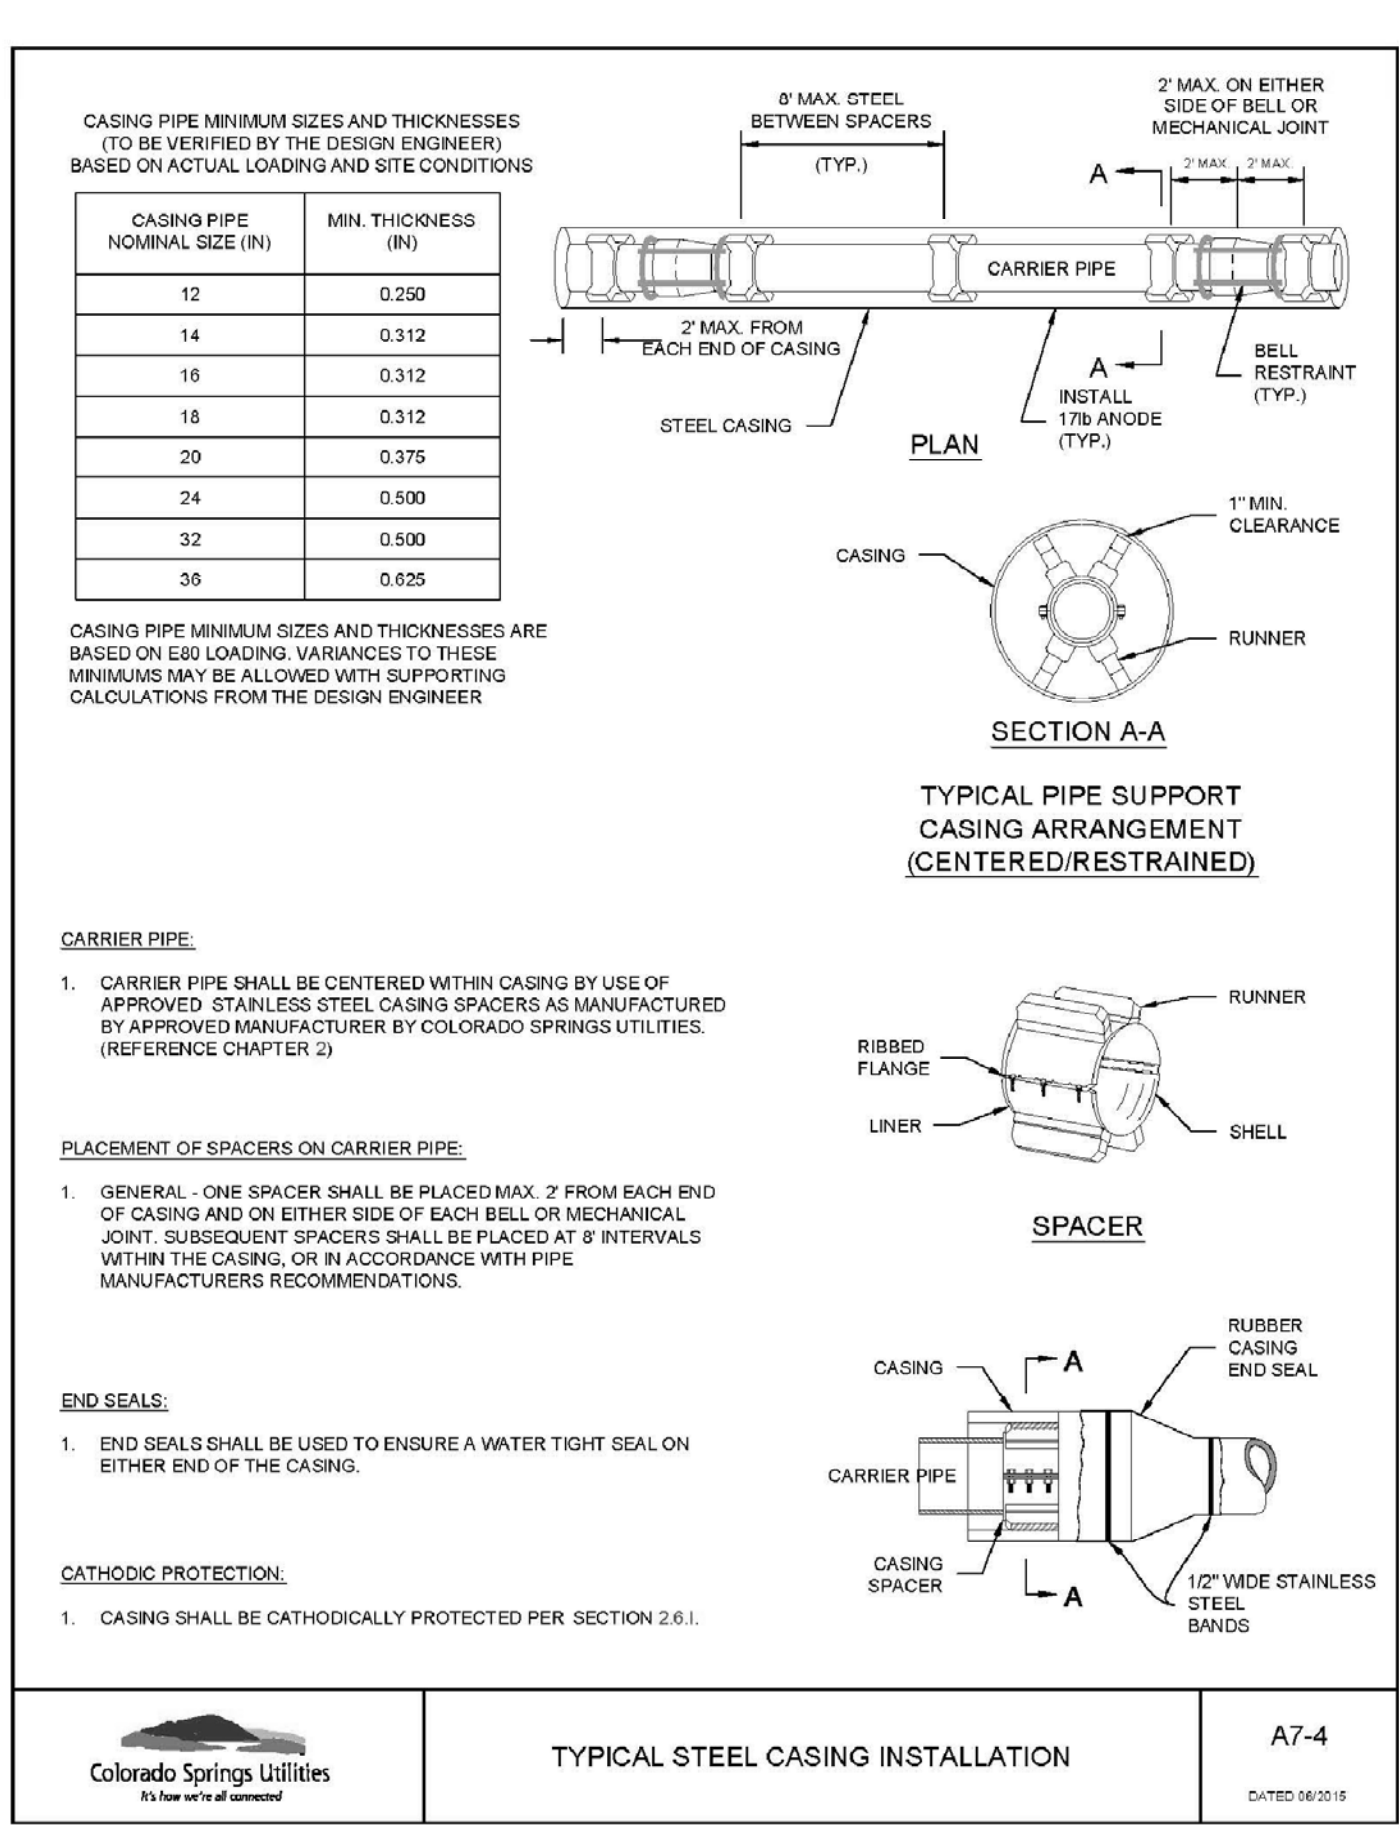 CASING PIPE MINIMUM SIZES AND THICKNESSES
(TO BE VERIFIED BY THE DESIGN ENGINEER)
BASED ON ACTUAL LOADING AND SITE CONDITIONS
CASING PIPE
NOMINAL SIZE (IN)
MIN. THICKNESS
(IN)
12 0.250
14 0.312
16 0.312
18 0.312
20 0.375
24 0.500
32 0.500
36 0.625
CASING PIPE MINIMUM SIZES AND THICKNESSES ARE
BASED ON E80 LOADING. VARIANCES TO THESE
MINIMUMS MAY BE ALLOWED WITH SUPPORTING
CALCULATIONS FROM THE DESIGN ENGINEER
8' MAX. STEEL
BETWEEN SPACERS
(TYP.)
2' MAX. ON EITHER
SIDE OF BELL OR
MECHANICAL JOINT
2' MAX. 2' MAX.
A
CARRIER PIPE
2' MAX. FROM
EACH END OF CASING
A
STEEL CASING
INSTALL
17lb ANODE
(TYP.)
BELL
RESTRAINT
(TYP.)
PLAN
1" MIN.
CLEARANCE
CASING
RUNNER
SECTION A-A
TYPICAL PIPE SUPPORT
CASING ARRANGEMENT
(CENTERED/RESTRAINED)
CARRIER PIPE:
1. CARRIER PIPE SHALL BE CENTERED WITHIN CASING BY USE OF
APPROVED STAINLESS STEEL CASING SPACERS AS MANUFACTURED
BY APPROVED MANUFACTURER BY COLORADO SPRINGS UTILITIES.
(REFERENCE CHAPTER 2)
PLACEMENT OF SPACERS ON CARRIER PIPE:
1. GENERAL - ONE SPACER SHALL BE PLACED MAX. 2' FROM EACH END
OF CASING AND ON EITHER SIDE OF EACH BELL OR MECHANICAL
JOINT. SUBSEQUENT SPACERS SHALL BE PLACED AT 8' INTERVALS
WITHIN THE CASING, OR IN ACCORDANCE WITH PIPE
MANUFACTURERS RECOMMENDATIONS.
END SEALS:
1. END SEALS SHALL BE USED TO ENSURE A WATER TIGHT SEAL ON
EITHER END OF THE CASING.
CATHODIC PROTECTION:
1. CASING SHALL BE CATHODICALLY PROTECTED PER SECTION 2.6.I.
RUNNER
RIBBED
FLANGE
LINER
SHELL
SPACER
RUBBER
CASING
END SEAL
CASING
A
CARRIER PIPE
CASING
SPACER
A
1/2" WIDE STAINLESS
STEEL
BANDS
Colorado Springs Utilities
It's how we're all connected
TYPICAL STEEL CASING INSTALLATION
A7-4
DATED 06/2015